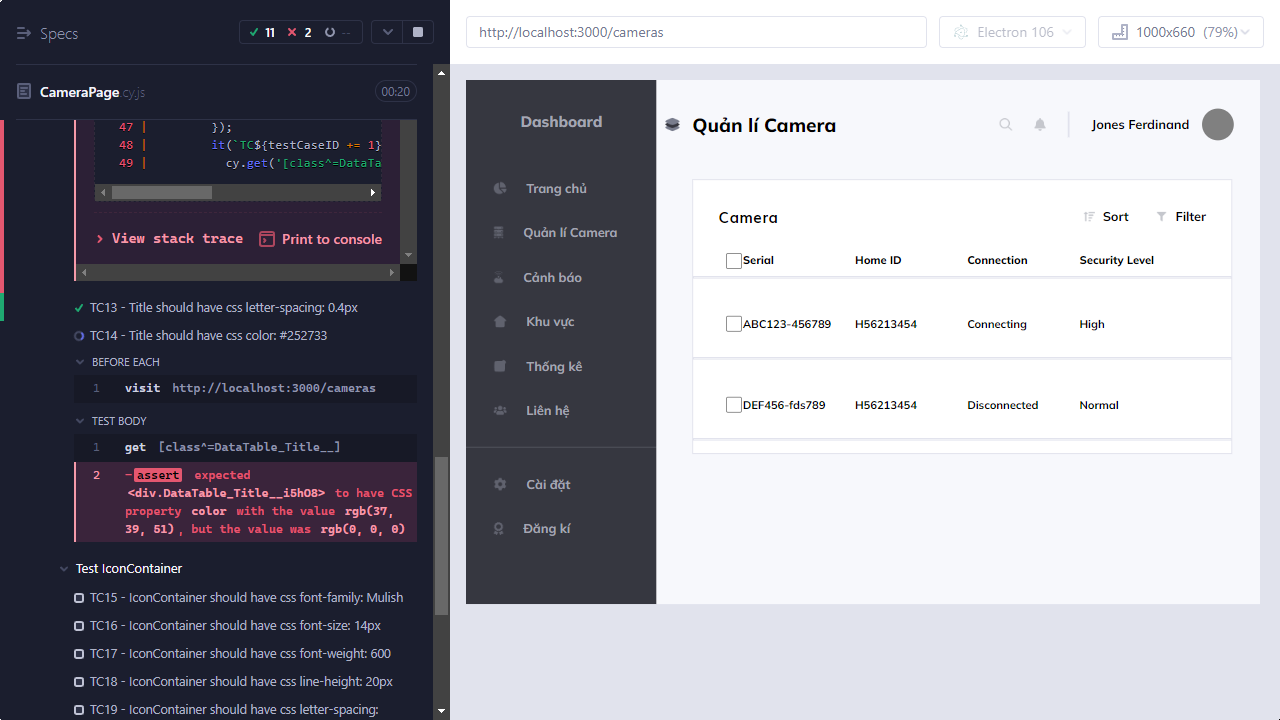 Specs
11
2
--
CameraPage.cy.js
00:20
47 | });
48 | it(`TC${testCaseID += 1}
49 | cy.get('[class^=DataTa
View stack trace
Print to console
TC13 - Title should have css letter-spacing: 0.4px
TC14 - Title should have css color: #252733
BEFORE EACH
1 visit http://localhost:3000/cameras
TEST BODY
1 get [class^=DataTable_Title__]
2 -assert expected
<div.DataTable_Title__i5hO8> to have CSS
property color with the value rgb(37,
39, 51), but the value was rgb(0, 0, 0)
Test IconContainer
TC15 - IconContainer should have css font-family: Mulish
TC16 - IconContainer should have css font-size: 14px
TC17 - IconContainer should have css font-weight: 600
TC18 - IconContainer should have css line-height: 20px
TC19 - IconContainer should have css letter-spacing:
http://localhost:3000/cameras
Electron 106
1000x660 (79%)
Dashboard
Trang chủ
Quản lí Camera
Cảnh báo
Khu vực
Thống kê
Liên hệ
Cài đặt
Đăng kí
Quản lí Camera
Jones Ferdinand
Camera
Sort
Filter
Serial Home ID Connection Security Level
ABC123-456789 H56213454 Connecting High
DEF456-fds789 H56213454 Disconnected Normal